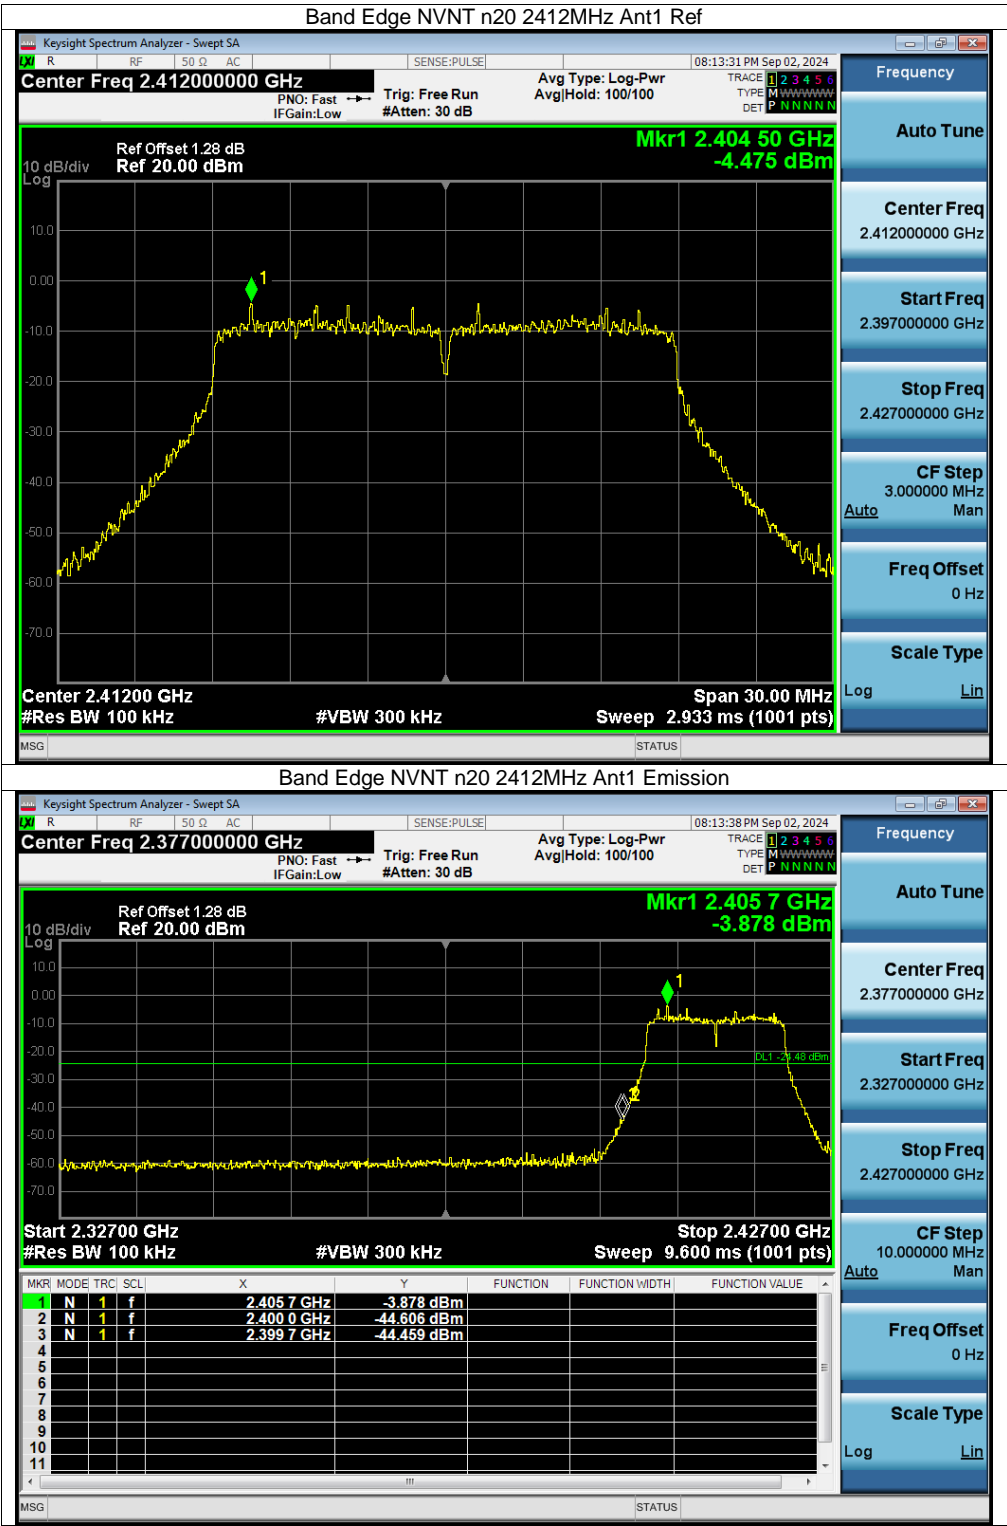 Band Edge NVNT n20 2412MHz Ant1 Ref
Keysight Spectrum Analyzer - Swept SA
LXI R RF 50 Ω AC SENSE:PULSE 08:13:31 PM Sep 02, 2024
Center Freq 2.412000000 GHz
PNO: Fast
IFGain:Low
Trig: Free Run
#Atten: 30 dB
Avg Type: Log-Pwr
Avg|Hold: 100/100
TRACE 1 2 3 4 5 6
TYPE M WWWWW
DET P N N N N N
Frequency
Auto Tune
Center Freq
2.412000000 GHz
Start Freq
2.397000000 GHz
Stop Freq
2.427000000 GHz
CF Step
3.000000 MHz
Auto Man
Freq Offset
0 Hz
Scale Type
Log Lin
Ref Offset 1.28 dB
10 dB/div Ref 20.00 dBm
Log
Mkr1 2.404 50 GHz
-4.475 dBm
1
10.0
0.00
-10.0
-20.0
-30.0
-40.0
-50.0
-60.0
-70.0
Center 2.41200 GHz Span 30.00 MHz
#Res BW 100 kHz #VBW 300 kHz Sweep 2.933 ms (1001 pts)
MSG STATUS
Band Edge NVNT n20 2412MHz Ant1 Emission
Keysight Spectrum Analyzer - Swept SA
LXI R RF 50 Ω AC SENSE:PULSE 08:13:38 PM Sep 02, 2024
Center Freq 2.377000000 GHz
PNO: Fast
IFGain:Low
Trig: Free Run
#Atten: 30 dB
Avg Type: Log-Pwr
Avg|Hold: 100/100
TRACE 1 2 3 4 5 6
TYPE M WWWWW
DET P N N N N N
Frequency
Auto Tune
Center Freq
2.377000000 GHz
Start Freq
2.327000000 GHz
Stop Freq
2.427000000 GHz
CF Step
10.000000 MHz
Auto Man
Freq Offset
0 Hz
Scale Type
Log Lin
Ref Offset 1.28 dB
10 dB/div Ref 20.00 dBm
Log
Mkr1 2.405 7 GHz
-3.878 dBm
1
10.0
0.00
-10.0
-20.0
DL1 -24.48 dBm
-30.0
-40.0
-50.0
-60.0
-70.0
Start 2.32700 GHz Stop 2.42700 GHz
#Res BW 100 kHz #VBW 300 kHz Sweep 9.600 ms (1001 pts)
MKR MODE TRC SCL X Y FUNCTION FUNCTION WIDTH FUNCTION VALUE
1 N 1 f 2.405 7 GHz -3.878 dBm
2 N 1 f 2.400 0 GHz -44.606 dBm
3 N 1 f 2.399 7 GHz -44.459 dBm
4
5
6
7
8
9
10
11
MSG STATUS